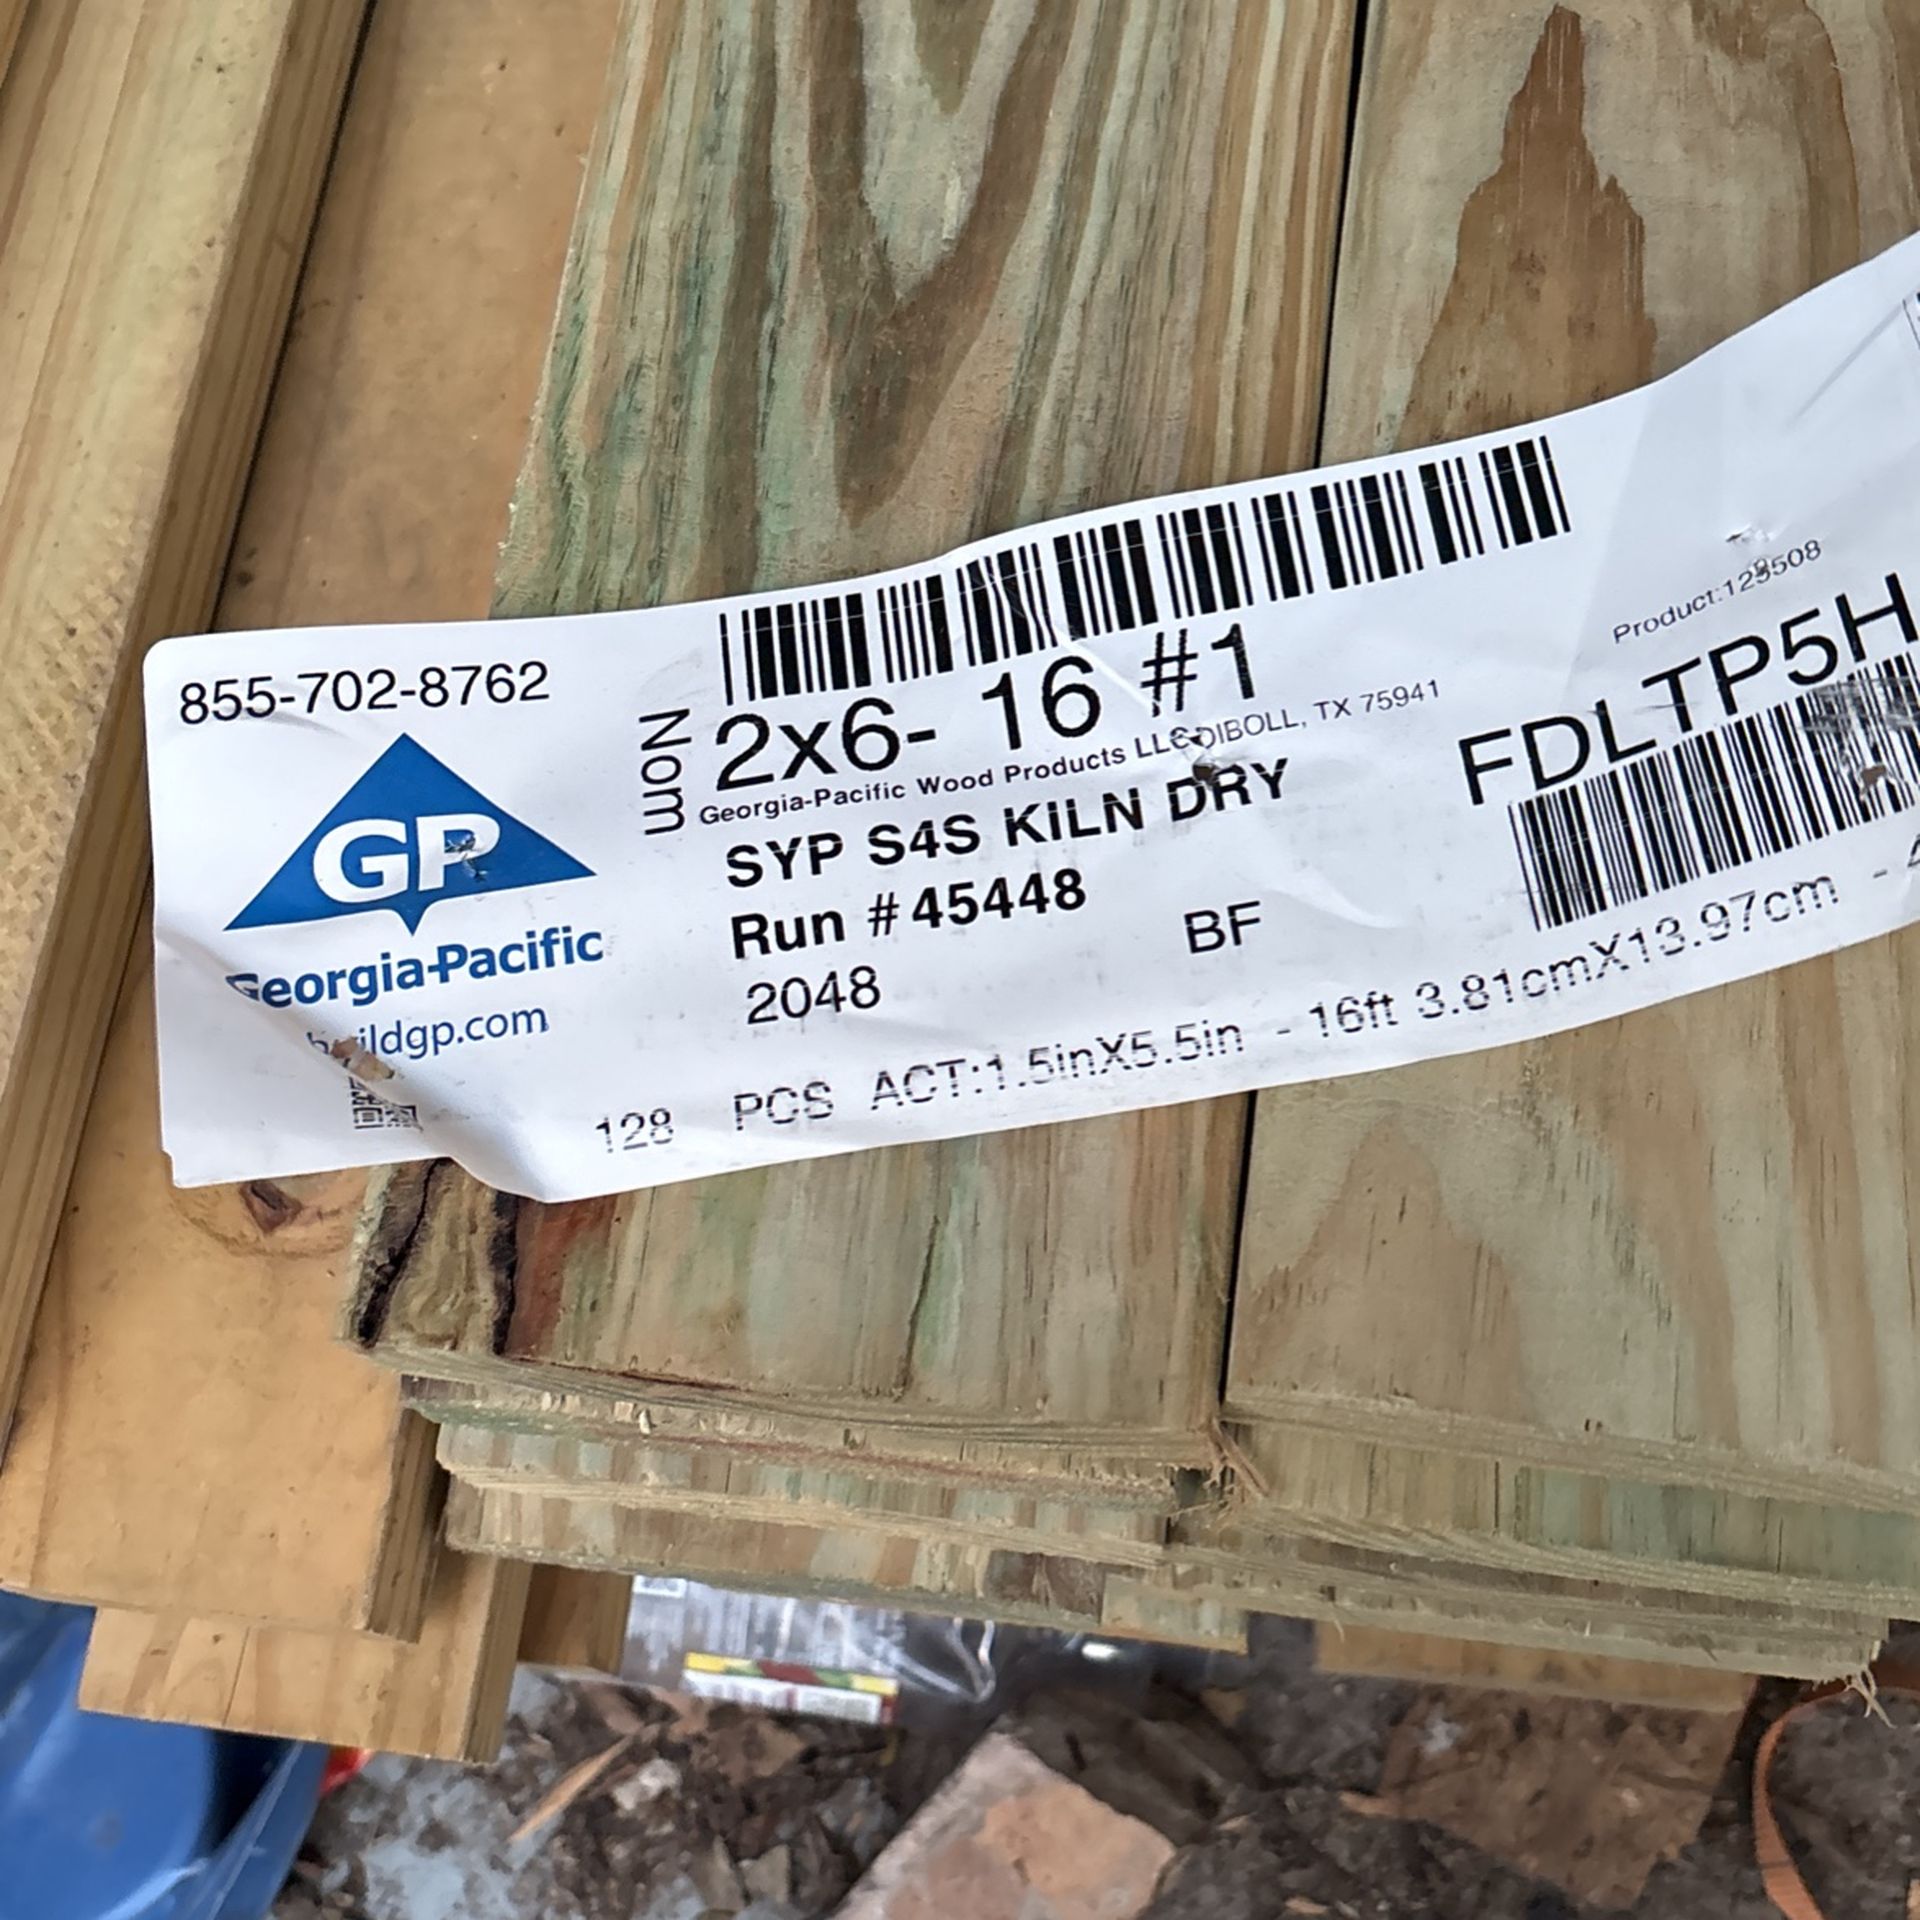 855-702-8762
GP
Georgia-Pacific
buildgp.com
Nom
2x6- 16 #1
Georgia-Pacific Wood Products LLC DIBOLL, TX 75941
SYP S4S KILN DRY
Run #45448
2048 BF
128 PCS ACT:1.5inX5.5in - 16ft 3.81cmX13.97cm -
Product:123508
FDLTP5H